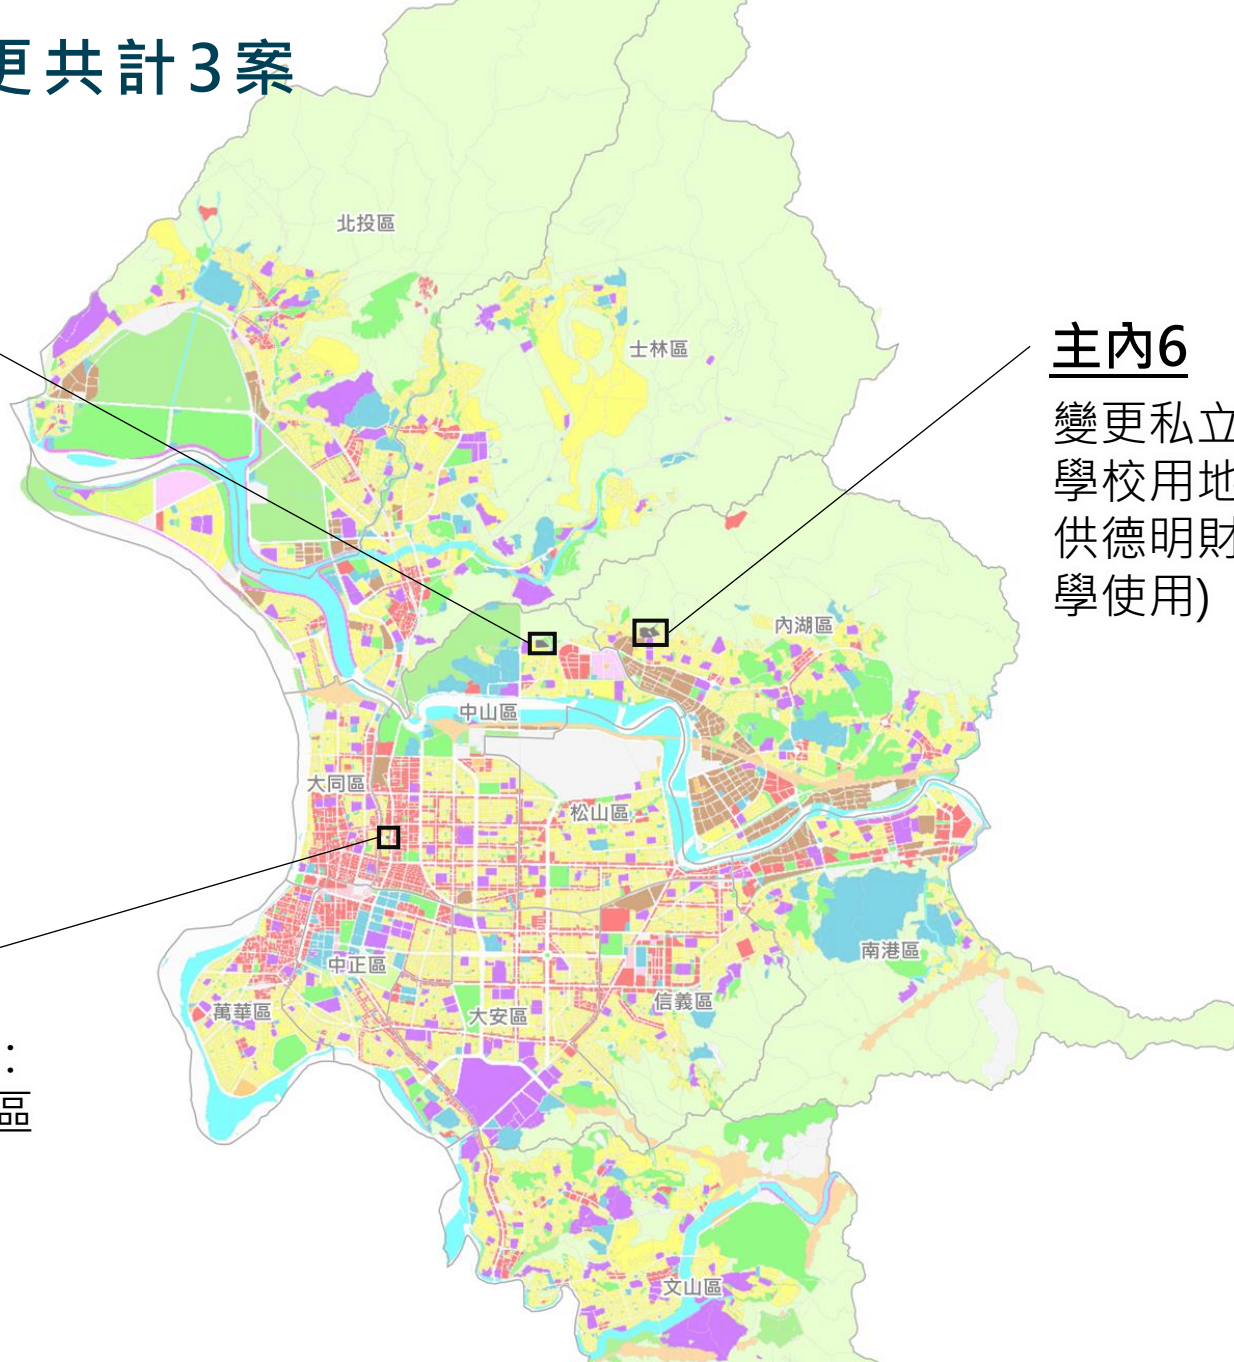 更共計3案
北投區
士林區
主內6
變更私立
學校用地
供德明財
學使用)
內湖區
中山區
大同區
松山區
南港區
中正區
信義區
萬華區
大安區
：
區
文山區